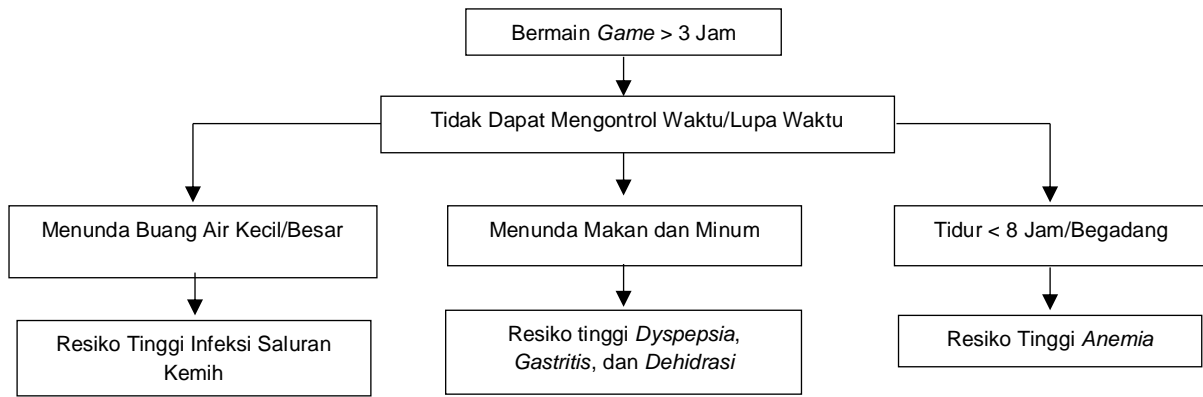 Bermain Game > 3 Jam
Tidak Dapat Mengontrol Waktu/Lupa Waktu
Menunda Buang Air Kecil/Besar
Menunda Makan dan Minum
Tidur < 8 Jam/Begadang
Resiko Tinggi Infeksi Saluran
Kemih
Resiko tinggi Dyspepsia,
Gastritis, dan Dehidrasi
Resiko Tinggi Anemia